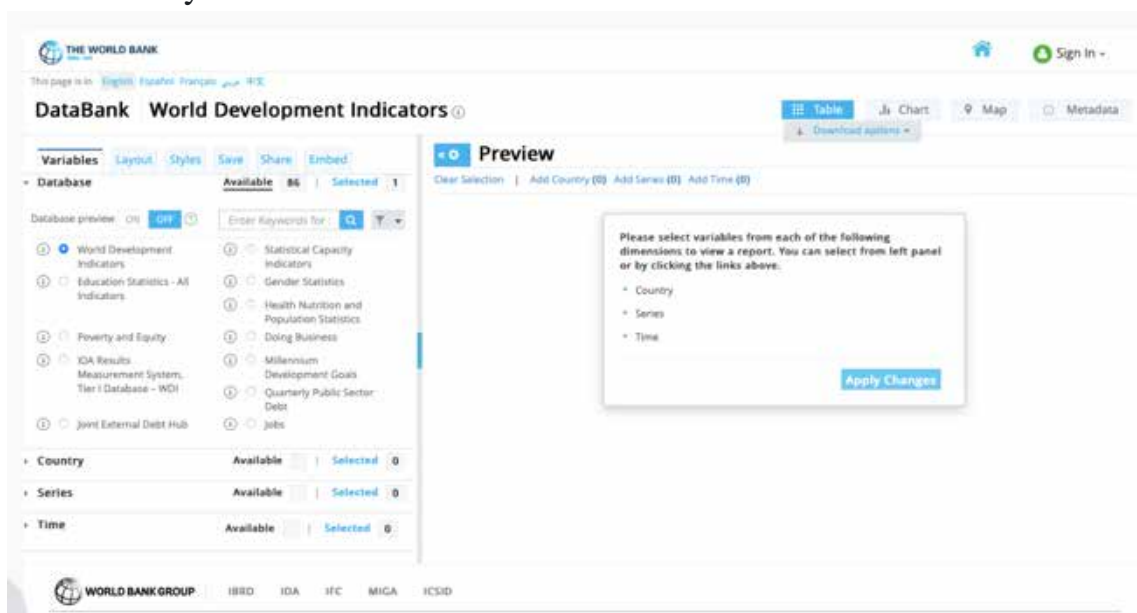 THE WORLD BANK
Sign In
This page is in English Español Français عربي 中文
DataBank World Development Indicators
Table Chart Map Metadata
Download options
Variables Layout Styles Save Share Embed
Preview
Clear Selection | Add Country (0) Add Series (0) Add Time (0)
Database Available 86 | Selected 1
Database preview ON OFF
Enter Keywords for
World Development
Indicators
Statistical Capacity
Indicators
Education Statistics - All
Indicators
Gender Statistics
Health Nutrition and
Population Statistics
Poverty and Equity
Doing Business
IDA Results
Measurement System,
Tier I Database – WDI
Millennium
Development Goals
Quarterly Public Sector
Debt
Joint External Debt Hub
Jobs
Country Available | Selected 0
Series Available | Selected 0
Time Available | Selected 0
Please select variables from each of the following
dimensions to view a report. You can select from left panel
or by clicking the links above.
Country
Series
Time
Apply Changes
WORLD BANK GROUP IBRD IDA IFC MIGA ICSID